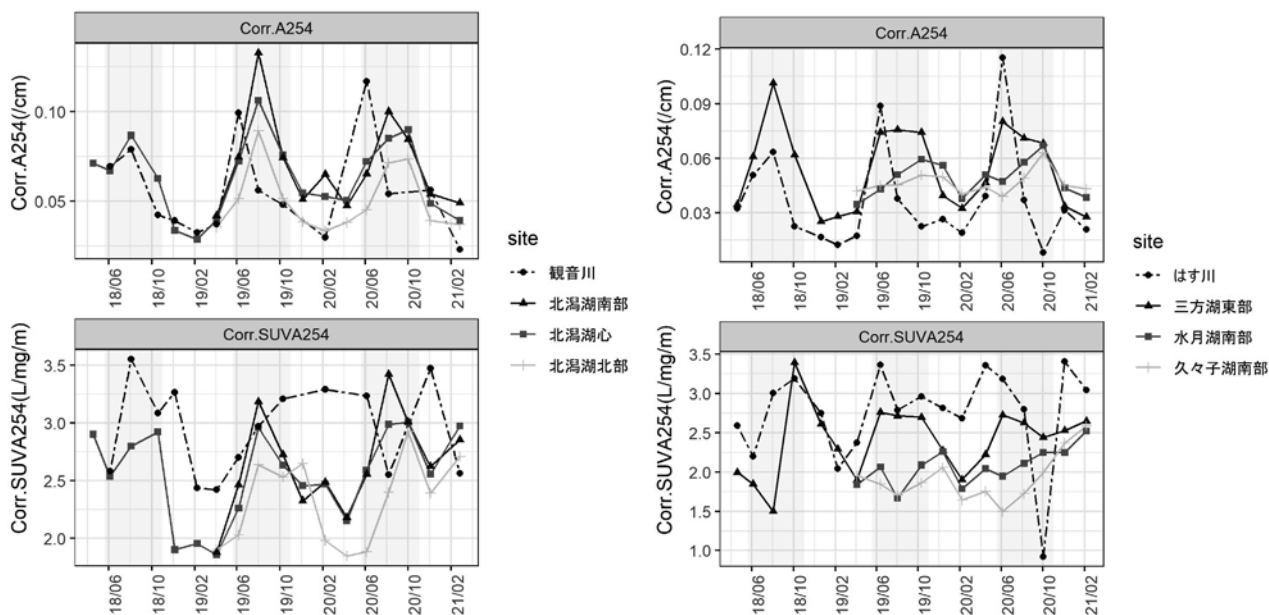 Corr.A254
Corr.A254(/cm)
0.10
0.05
18/06
18/10
19/02
19/06
19/10
20/02
20/06
20/10
21/02
Corr.SUVA254
Corr.SUVA254(L/mg/m)
3.5
3.0
2.5
2.0
18/06
18/10
19/02
19/06
19/10
20/02
20/06
20/10
21/02
site
観音川
北潟湖南部
北潟湖心
北潟湖北部
Corr.A254
Corr.A254(/cm)
0.12
0.09
0.06
0.03
18/06
18/10
19/02
19/06
19/10
20/02
20/06
20/10
21/02
Corr.SUVA254
Corr.SUVA254(L/mg/m)
3.5
3.0
2.5
2.0
1.5
1.0
18/06
18/10
19/02
19/06
19/10
20/02
20/06
20/10
21/02
site
はす川
三方湖東部
水月湖南部
久々子湖南部